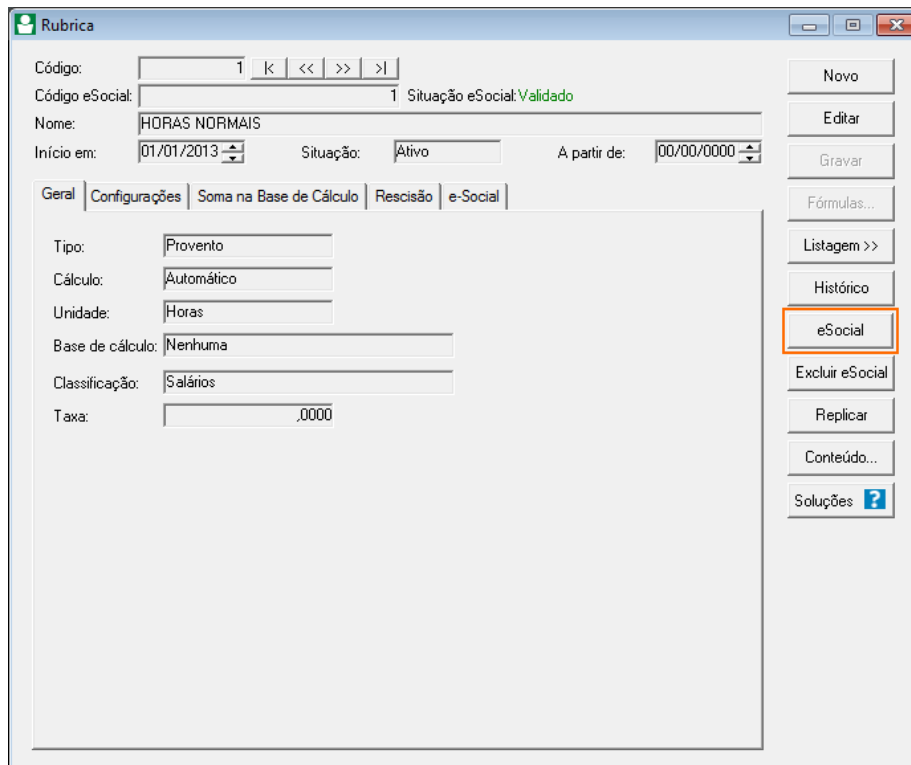 Rubrica
Código: 1 |< << >> >|
Código eSocial: 1 Situação eSocial:Validado
Nome: HORAS NORMAIS
Início em: 01/01/2013 Situação: Ativo A partir de: 00/00/0000
Geral Configurações Soma na Base de Cálculo Rescisão e-Social
Tipo: Provento
Cálculo: Automático
Unidade: Horas
Base de cálculo: Nenhuma
Classificação: Salários
Taxa: ,0000
Novo
Editar
Gravar
Fórmulas...
Listagem >>
Histórico
eSocial
Excluir eSocial
Replicar
Conteúdo...
Soluções ?